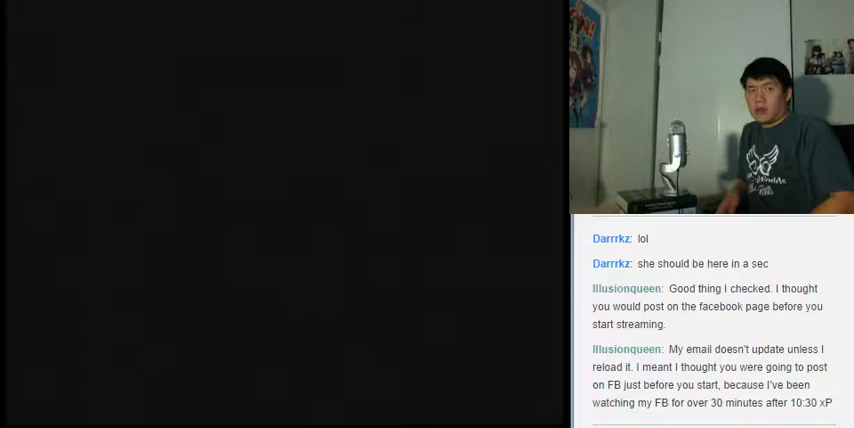 Darrrkz: lol
Darrrkz: she should be here in a sec
Illusionqueen: Good thing I checked. I thought
you would post on the facebook page before you
start streaming.
Illusionqueen: My email doesn't update unless I
reload it. I meant I thought you were going to post
on FB just before you start, because I've been
watching my FB for over 30 minutes after 10:30 xP